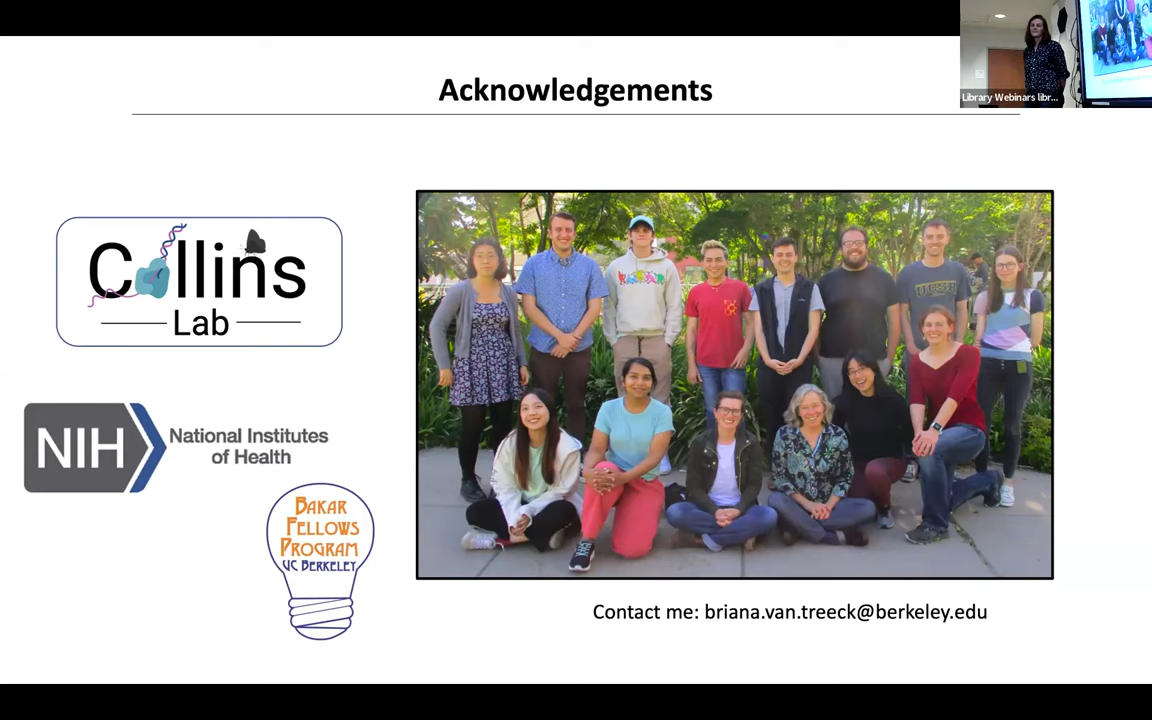 Acknowledgements
Library Webinars libr...
Collins
Lab
NIH
National Institutes
of Health
BAKAR
FELLOWS
PROGRAM
UC BERKELEY
Contact me: briana.van.treeck@berkeley.edu